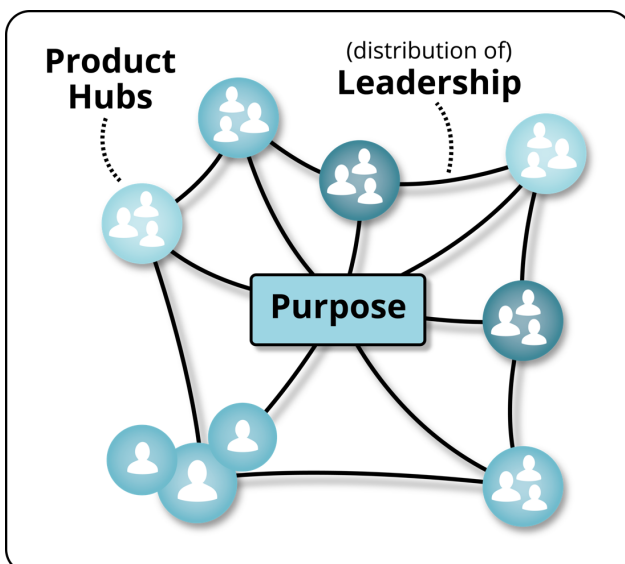 Product
Hubs
(distribution of)
Leadership
Purpose